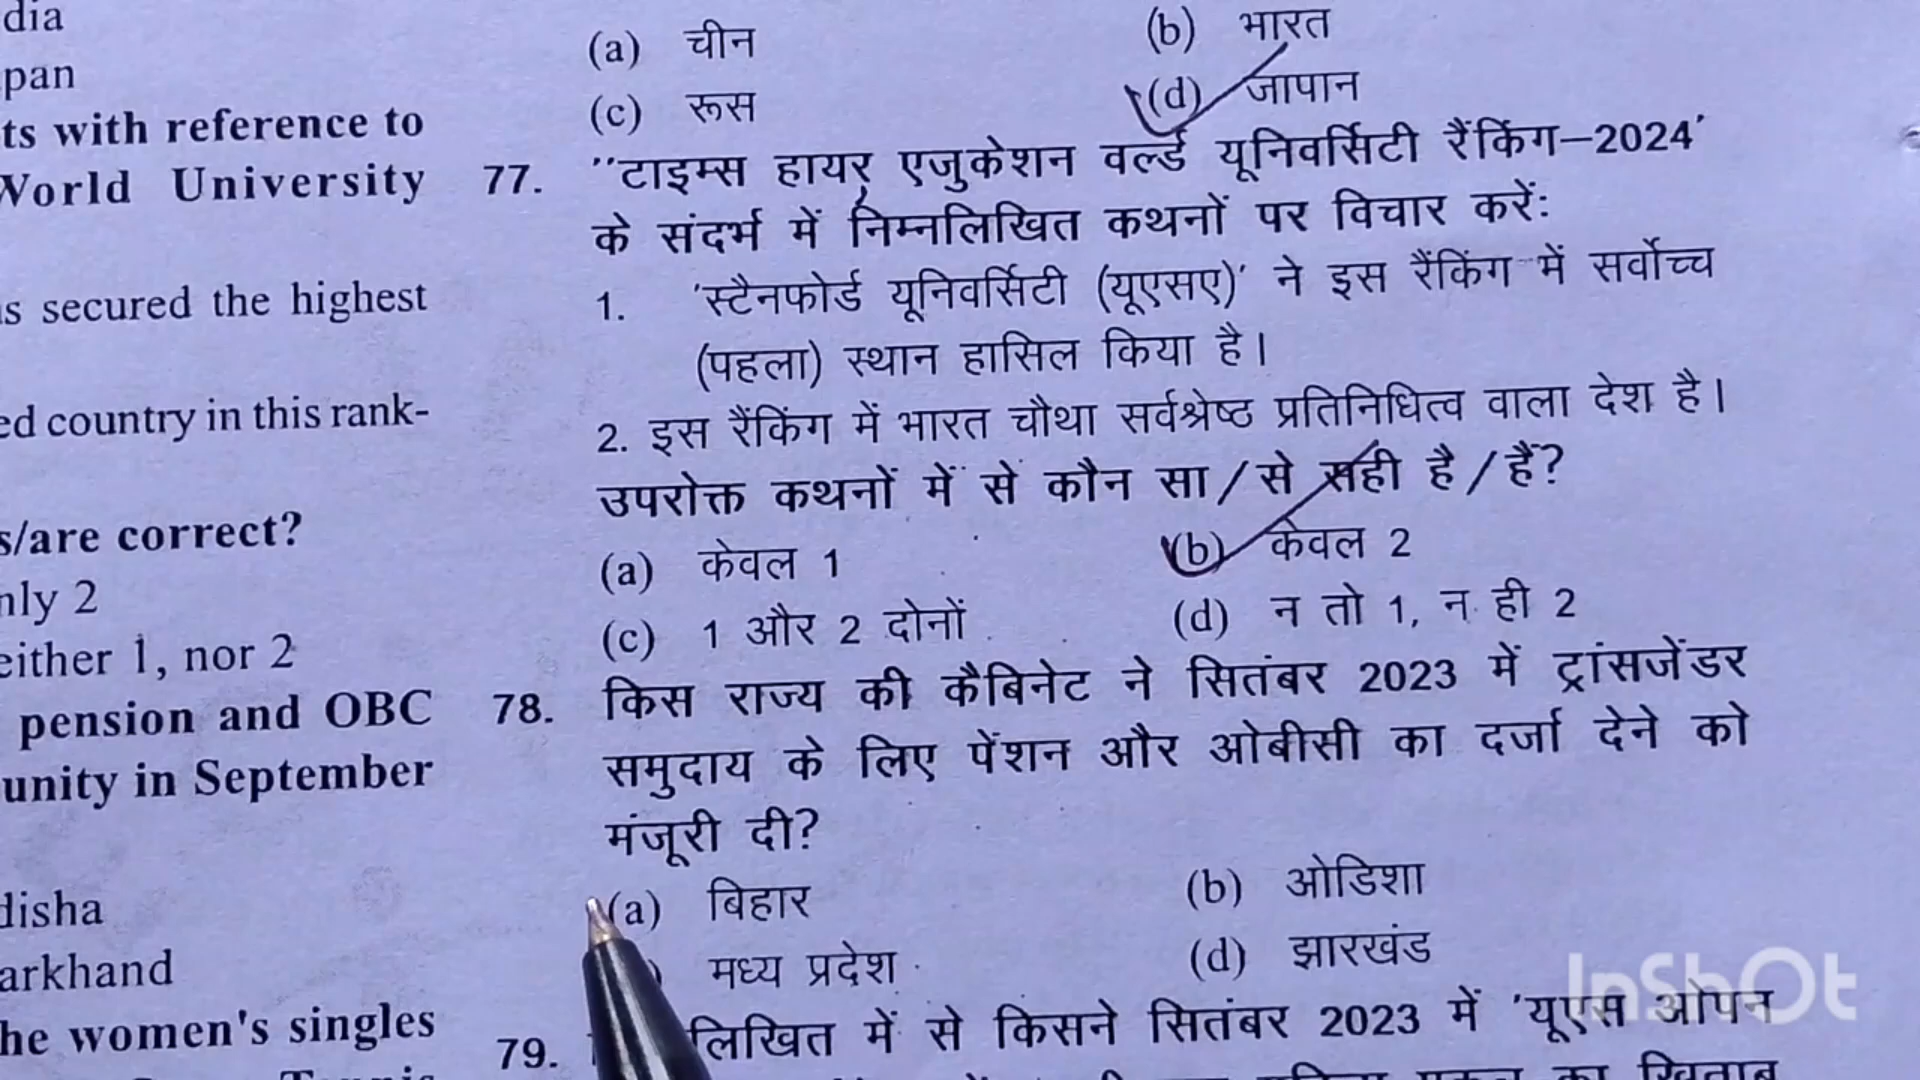 dia
pan
ts with reference to
World University
s secured the highest
ed country in this rank-
s/are correct?
nly 2
either 1, nor 2
pension and OBC
unity in September
disha
arkhand
he women's singles
(a) चीन (b) भारत
(c) रूस (d) जापान
77. ''टाइम्स हायर एजुकेशन वर्ल्ड यूनिवर्सिटी रैंकिंग–2024'
के संदर्भ में निम्नलिखित कथनों पर विचार करें:
1. 'स्टैनफोर्ड यूनिवर्सिटी (यूएसए)' ने इस रैंकिंग में सर्वोच्च
(पहला) स्थान हासिल किया है।
2. इस रैंकिंग में भारत चौथा सर्वश्रेष्ठ प्रतिनिधित्व वाला देश है।
उपरोक्त कथनों में से कौन सा/से सही है/हैं?
(a) केवल 1 (b) केवल 2
(c) 1 और 2 दोनों (d) न तो 1, न ही 2
78. किस राज्य की कैबिनेट ने सितंबर 2023 में ट्रांसजेंडर
समुदाय के लिए पेंशन और ओबीसी का दर्जा देने को
मंजूरी दी?
(a) बिहार (b) ओडिशा
मध्य प्रदेश (d) झारखंड
79. लिखित में से किसने सितंबर 2023 में 'यूएस ओपन
का खिताब
InShOt